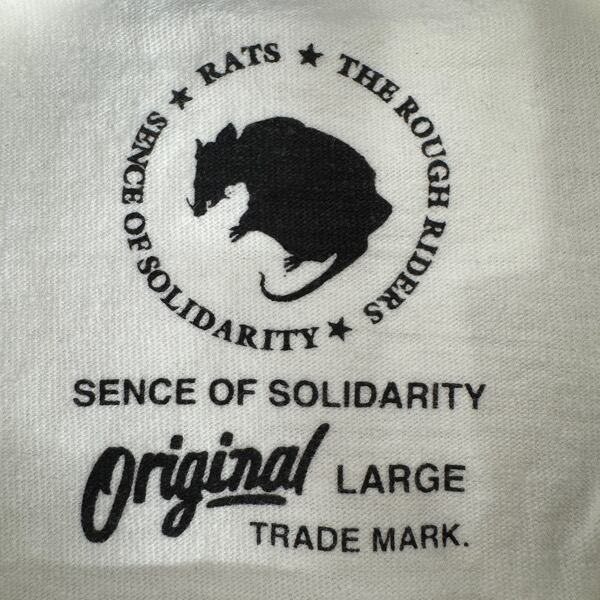 RATS ★ THE ROUGH RIDERS ★ SENCE OF SOLIDARITY ★
SENCE OF SOLIDARITY
Original LARGE
TRADE MARK.